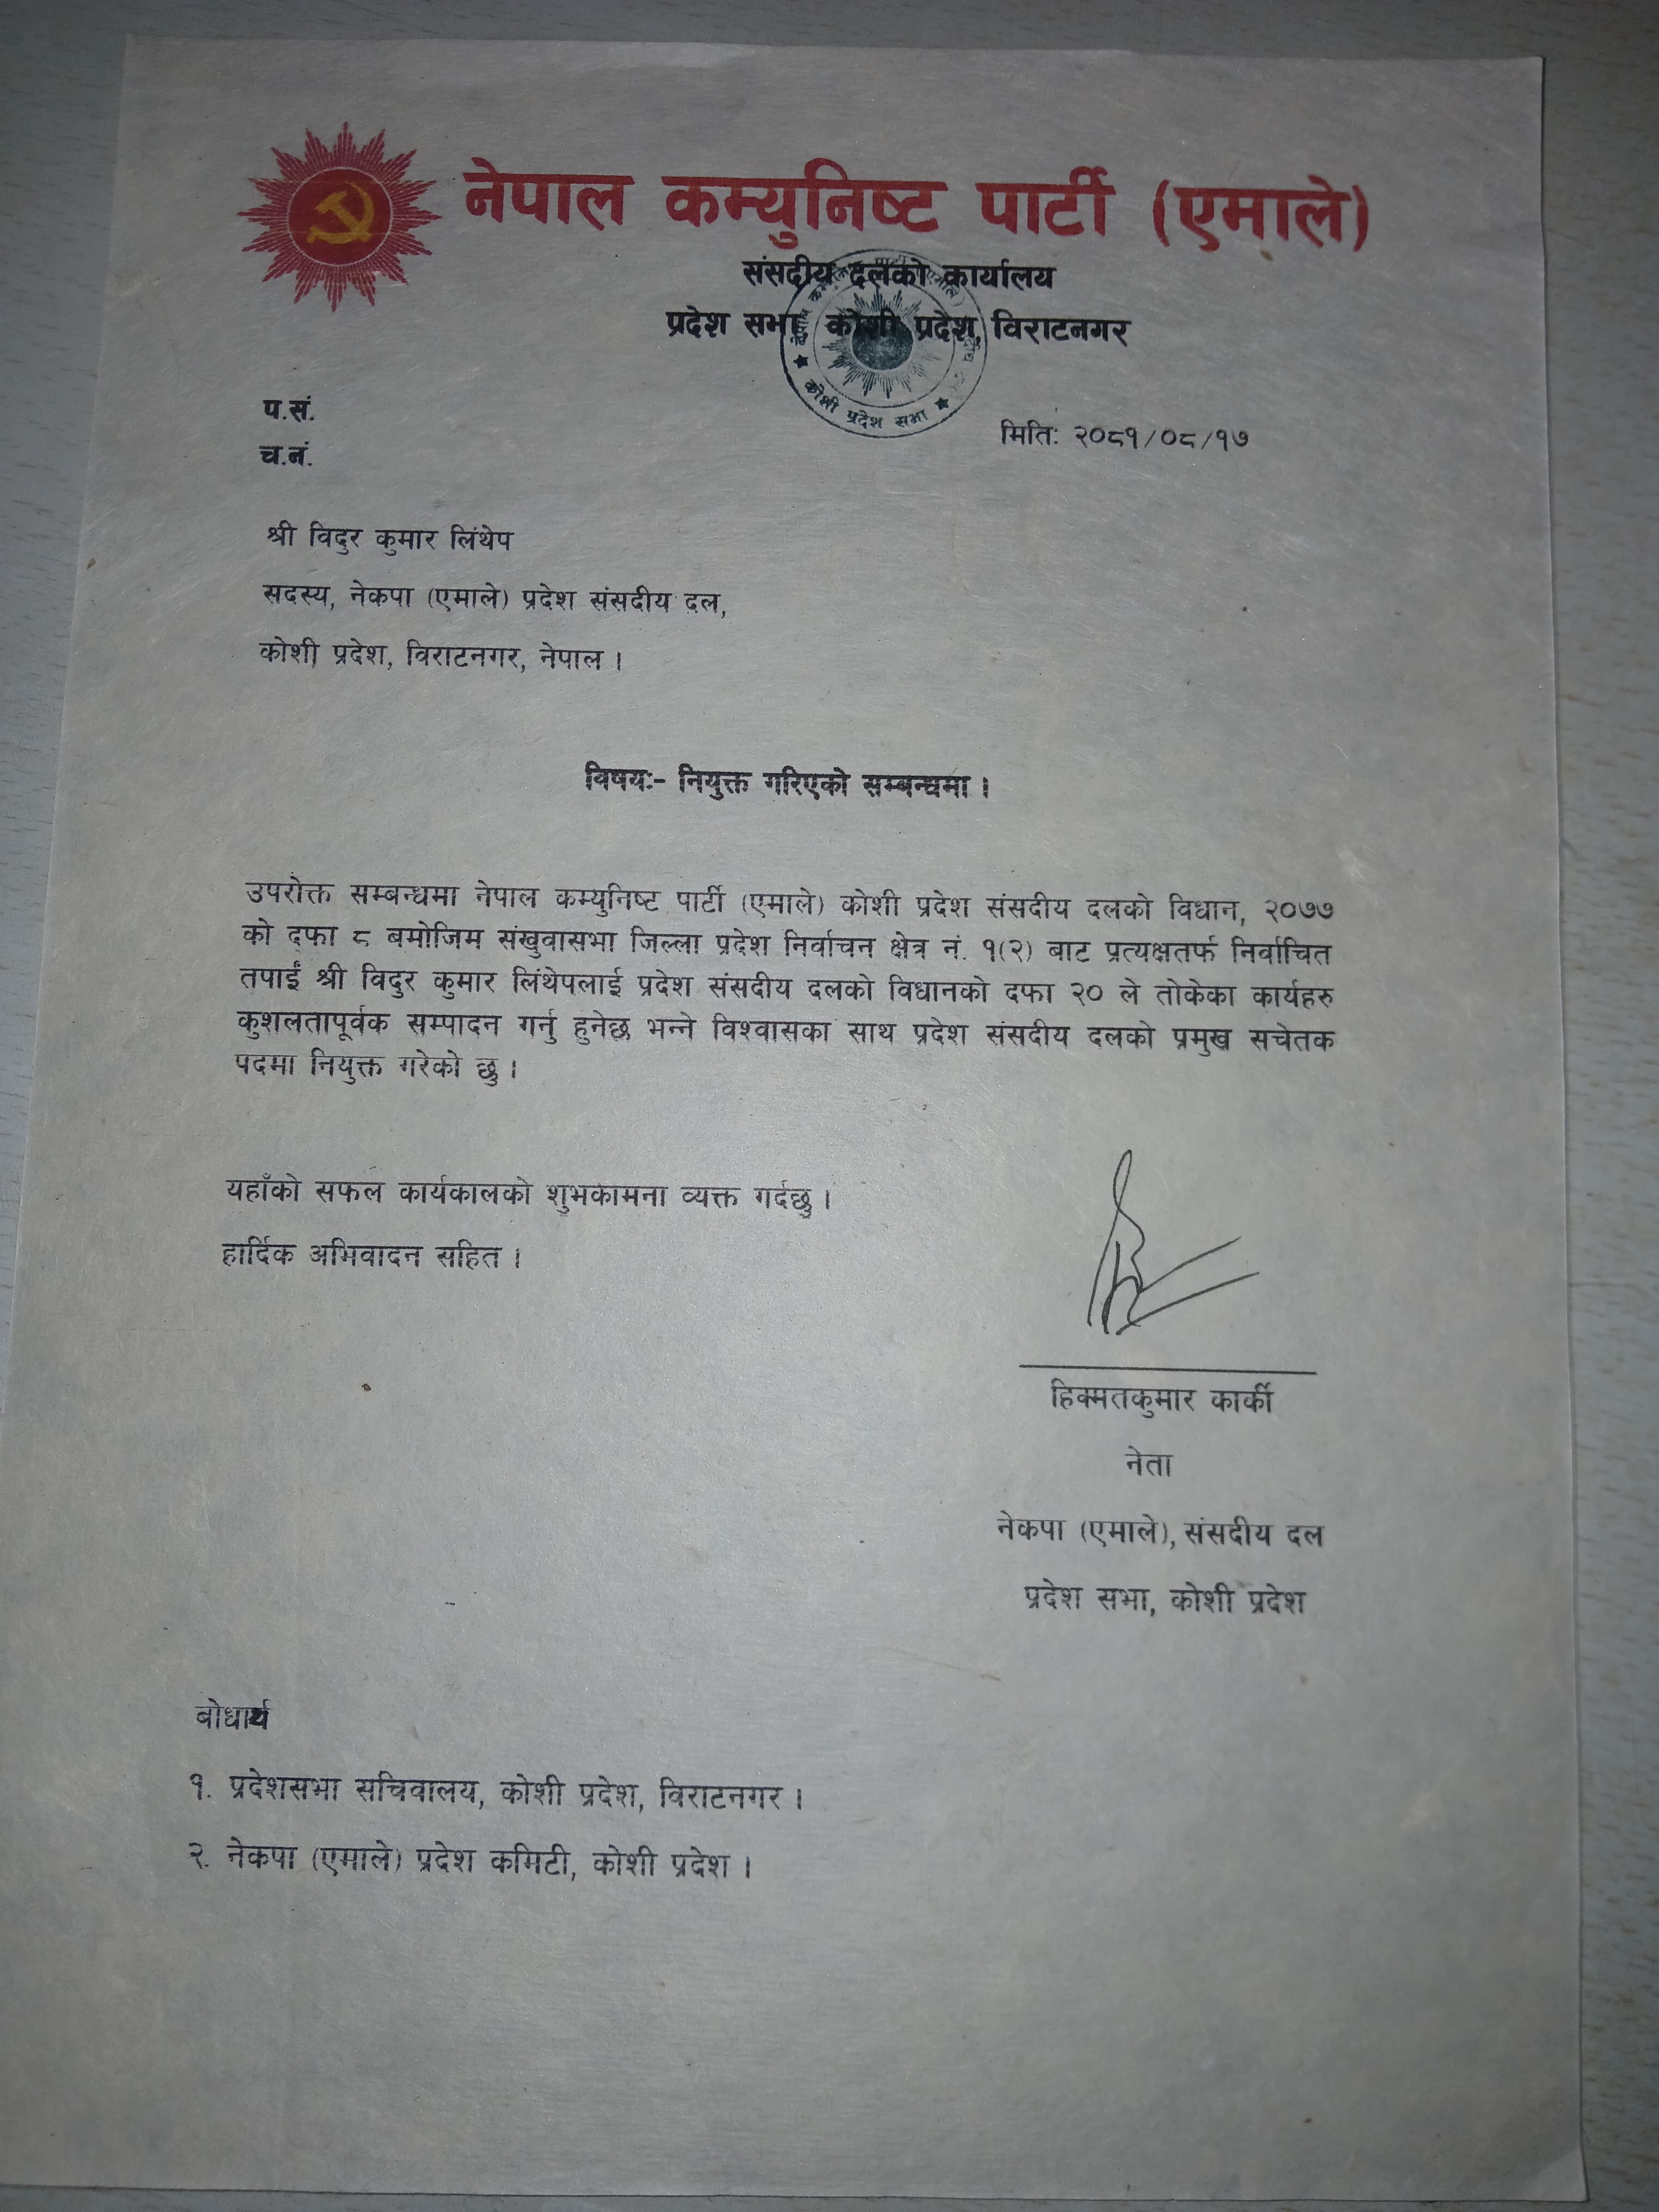 नेपाल कम्युनिष्ट पार्टी (एमाले)
संसदीय दलको कार्यालय
प्रदेश सभा, कोशी प्रदेश, विराटनगर
कोशी प्रदेश सभा
प.सं.
च.नं.
मितिः २०८१/०८/१७
श्री विदुर कुमार लिंथेप
सदस्य, नेकपा (एमाले) प्रदेश संसदीय दल,
कोशी प्रदेश, विराटनगर, नेपाल ।
विषयः- नियुक्त गरिएको सम्बन्धमा ।
उपरोक्त सम्बन्धमा नेपाल कम्युनिष्ट पार्टी (एमाले) कोशी प्रदेश संसदीय दलको विधान, २०७७
को दफा ८ बमोजिम संखुवासभा जिल्ला प्रदेश निर्वाचन क्षेत्र नं. १(२) बाट प्रत्यक्षतर्फ निर्वाचित
तपाईं श्री विदुर कुमार लिंथेपलाई प्रदेश संसदीय दलको विधानको दफा २० ले तोकेका कार्यहरु
कुशलतापूर्वक सम्पादन गर्नु हुनेछ भन्ने विश्वासका साथ प्रदेश संसदीय दलको प्रमुख सचेतक
पदमा नियुक्त गरेको छु ।
यहाँको सफल कार्यकालको शुभकामना व्यक्त गर्दछु ।
हार्दिक अभिवादन सहित ।
हिक्मतकुमार कार्की
नेता
नेकपा (एमाले), संसदीय दल
प्रदेश सभा, कोशी प्रदेश
बोधार्थ
१. प्रदेशसभा सचिवालय, कोशी प्रदेश, विराटनगर ।
२. नेकपा (एमाले) प्रदेश कमिटी, कोशी प्रदेश ।